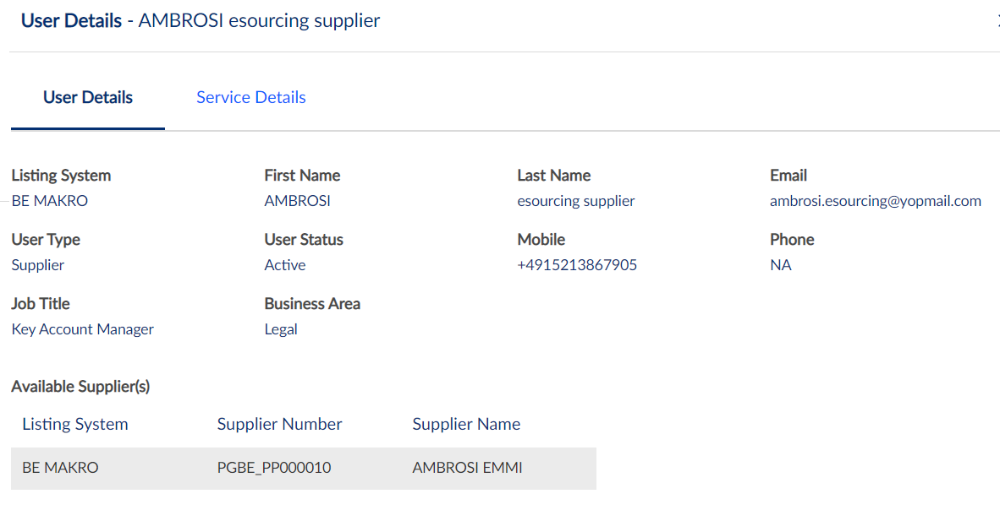 User Details - AMBROSI esourcing supplier
User Details Service Details
Listing System First Name Last Name Email
BE MAKRO AMBROSI esourcing supplier ambrosi.esourcing@yopmail.com
User Type User Status Mobile Phone
Supplier Active +4915213867905 NA
Job Title Business Area
Key Account Manager Legal
Available Supplier(s)
Listing System Supplier Number Supplier Name
BE MAKRO PGBE_PP000010 AMBROSI EMMI